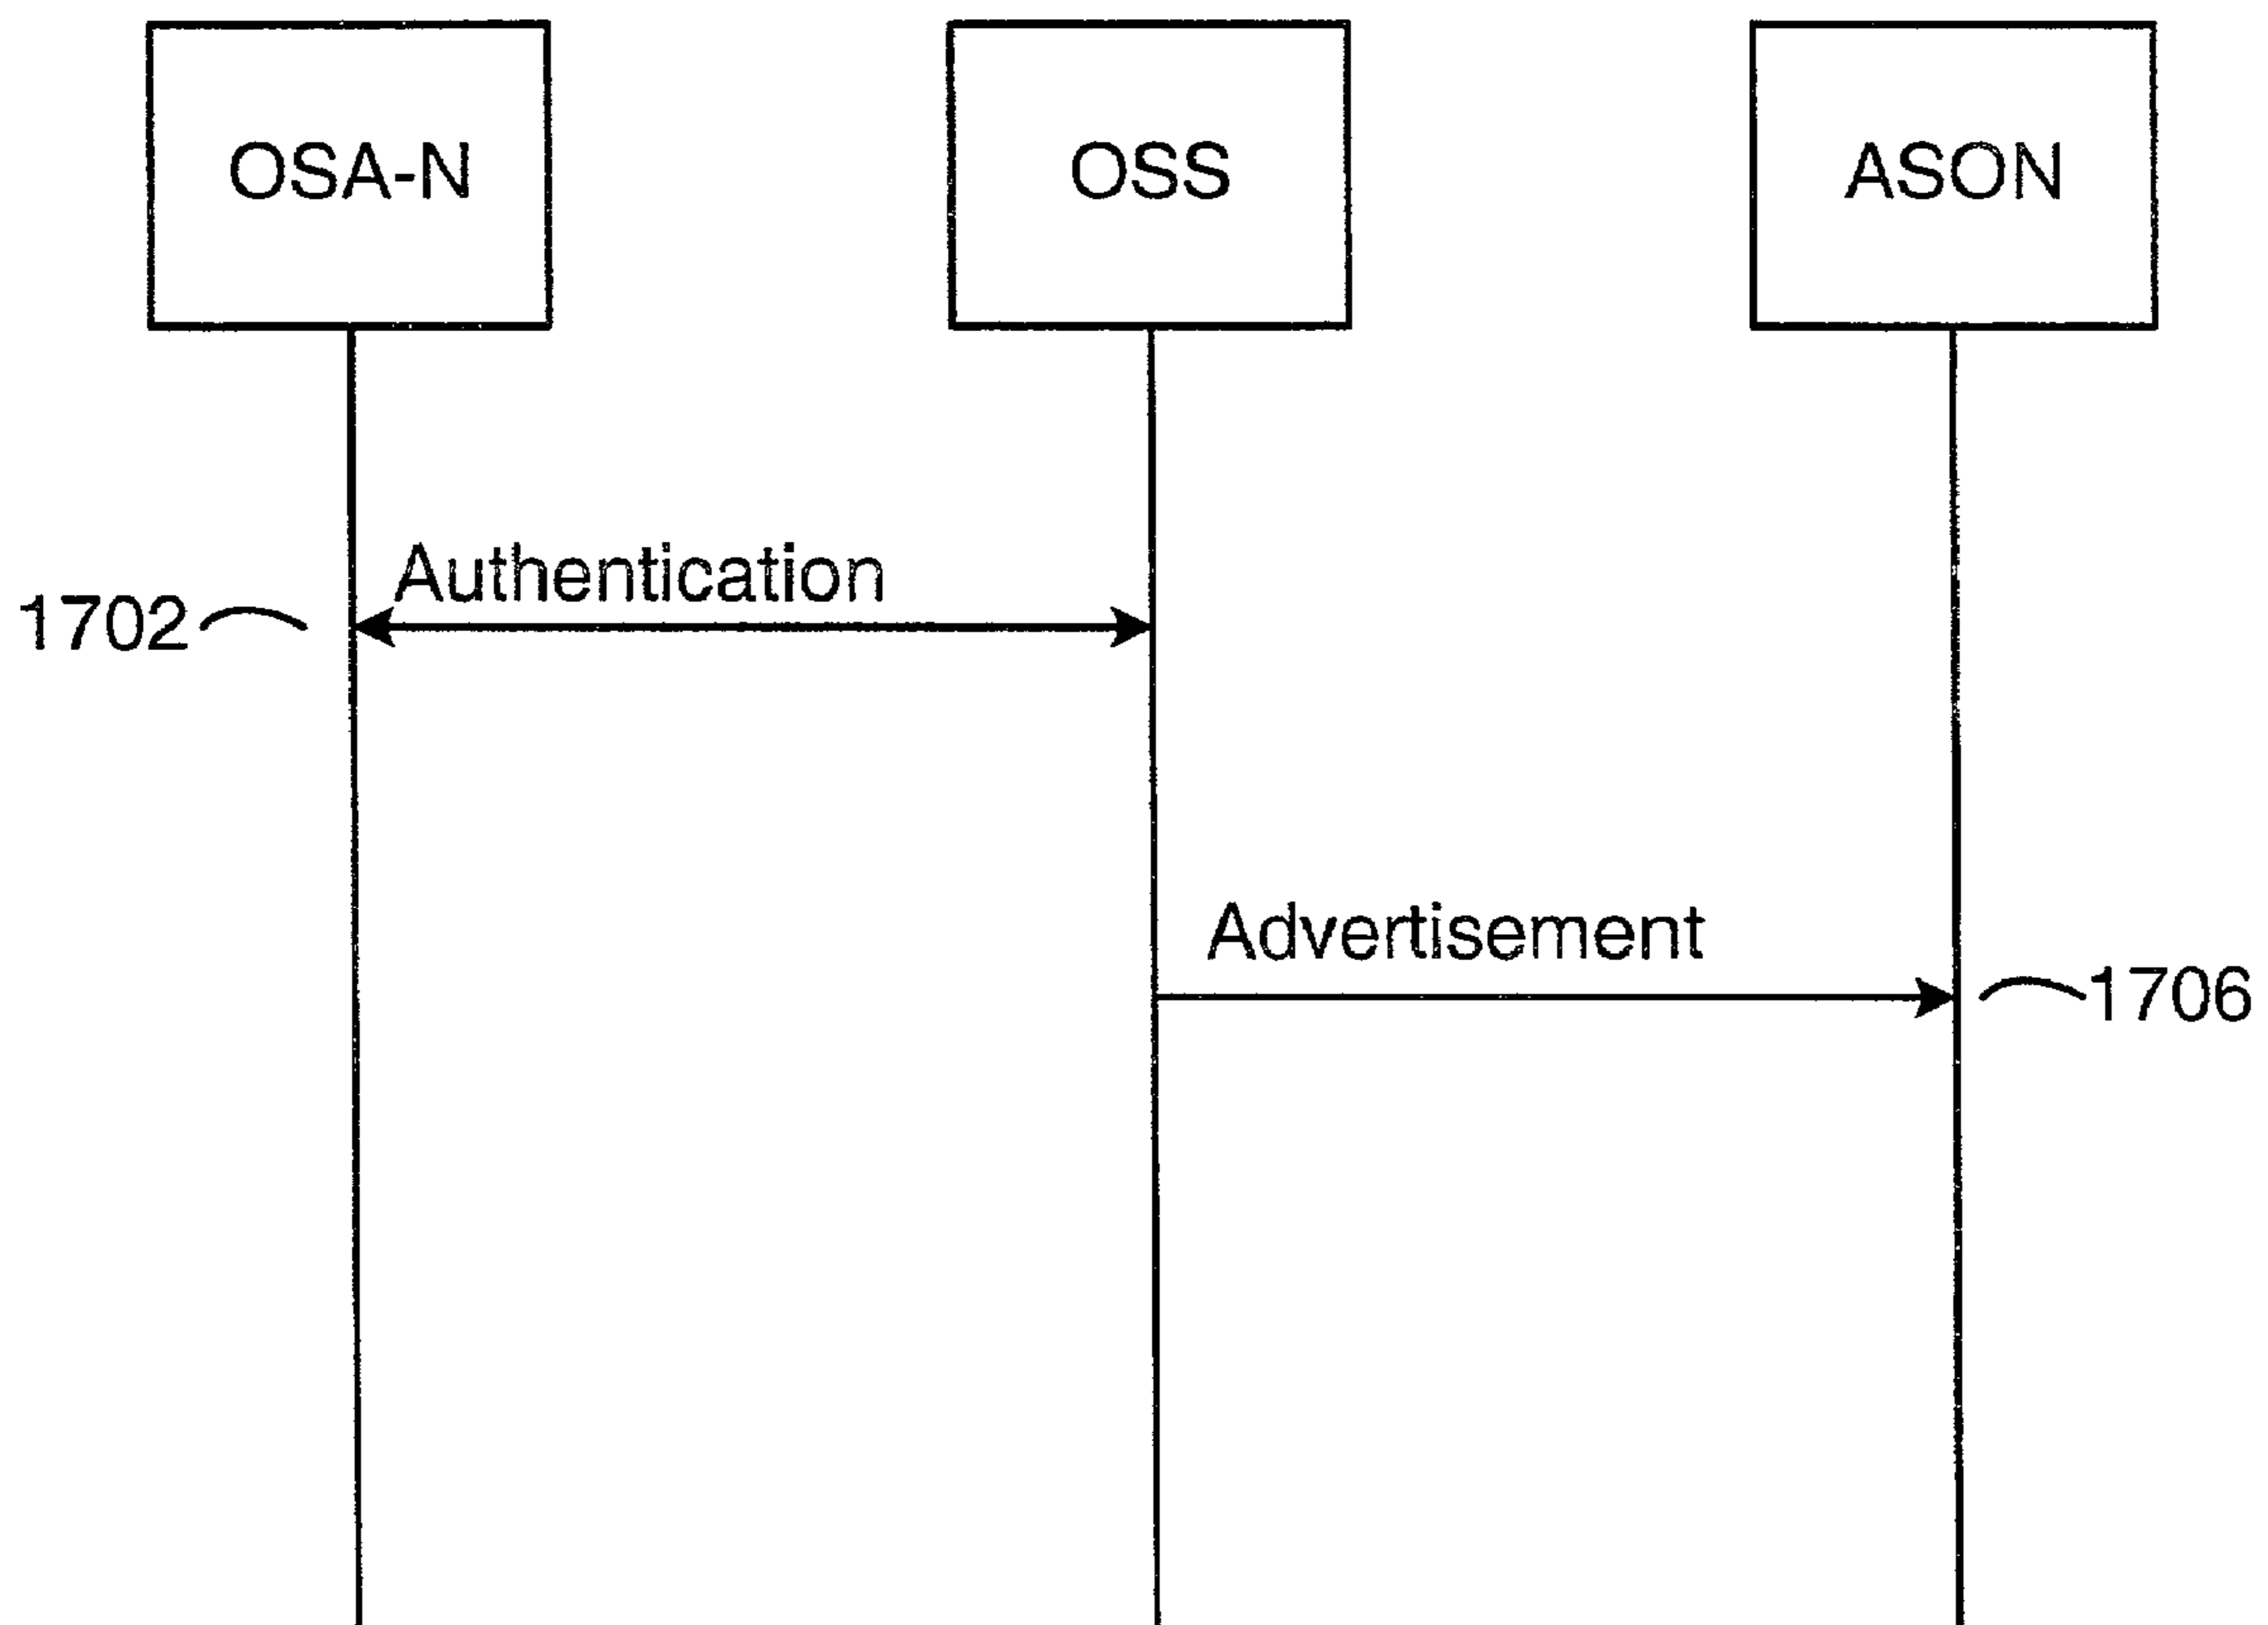 OSA-N
OSS
ASON
Authentication
1702
Advertisement
1706